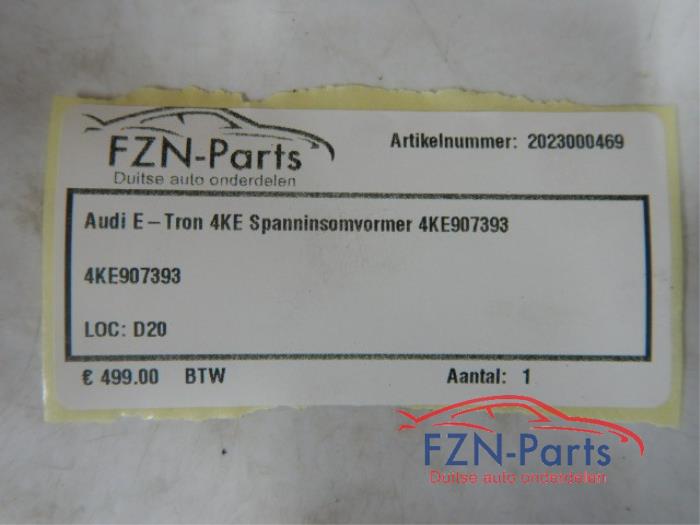 FZN-Parts
Duitse auto onderdelen
Artikelnummer: 2023000469
Audi E-Tron 4KE Spanninsomvormer 4KE907393
4KE907393
LOC: D20
€ 499.00 BTW
Aantal: 1
FZN-Parts
Duitse auto onderdelen